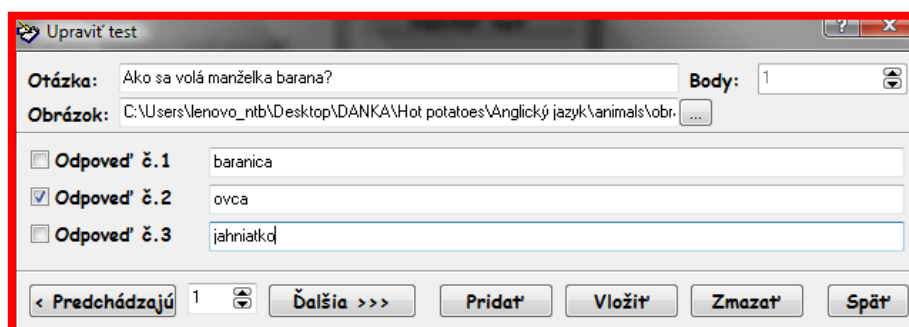 Upraviť test
Otázka: Ako sa volá manželka barana? Body: 1
Obrázok: C:\Users\lenovo_ntb\Desktop\DANKA\Hot potatoes\Anglický jazyk\animals\obr. ...
Odpoveď č.1 baranica
Odpoveď č.2 ovca
Odpoveď č.3 jahniatko
< Predchádzajú 1 Ďalšia >>> Pridať Vložiť Zmazať Späť